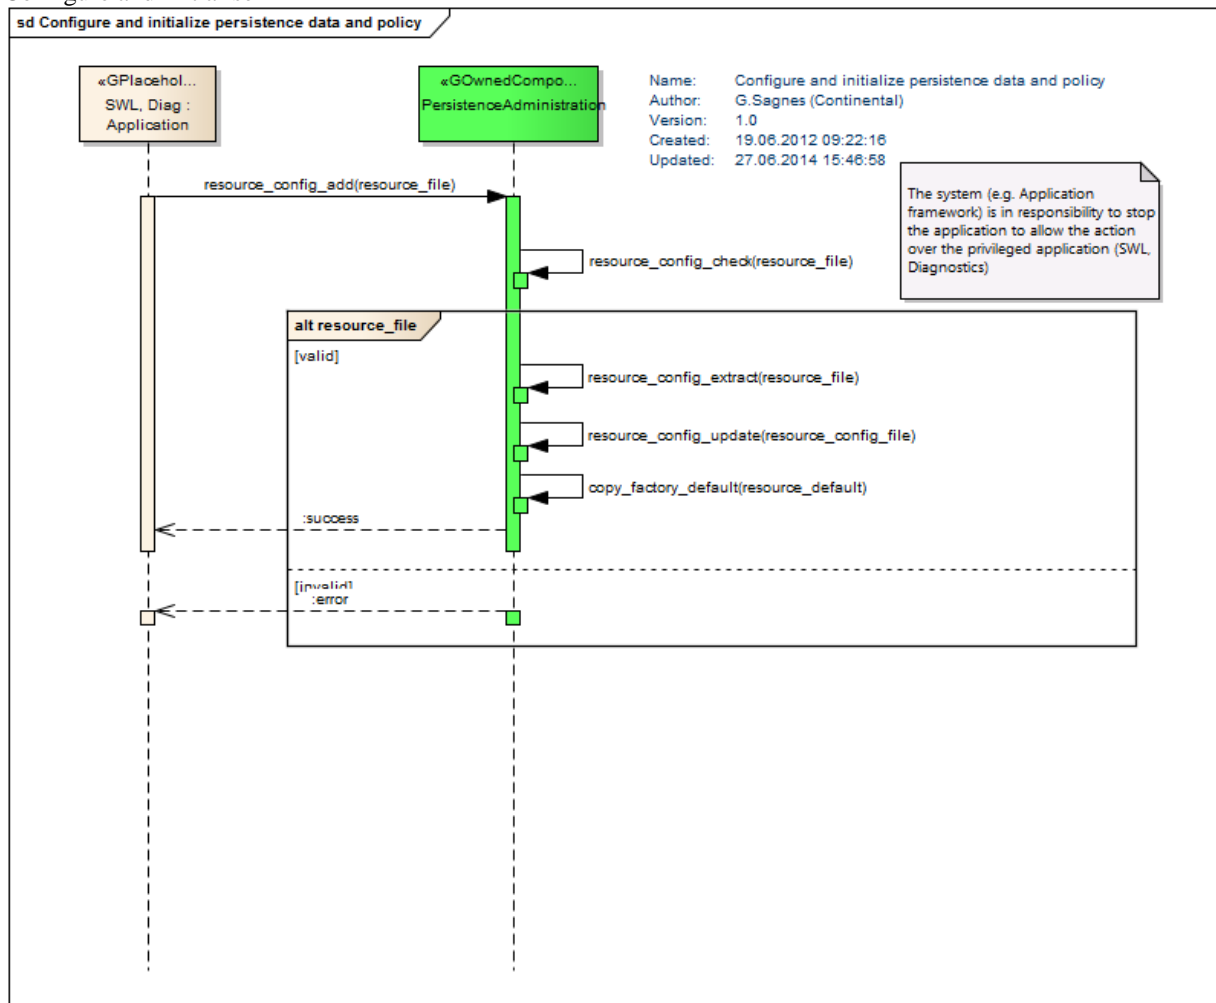 sd Configure and initialize persistence data and policy
«GPlacehol...
SWL, Diag :
Application
«GOwnedCompo...
PersistenceAdministration
Name: Configure and initialize persistence data and policy
Author: G.Sagnes (Continental)
Version: 1.0
Created: 19.06.2012 09:22:16
Updated: 27.06.2014 15:46:58
The system (e.g. Application
framework) is in responsibility to stop
the application to allow the action
over the privileged application (SWL,
Diagnostics)
resource_config_add(resource_file)
resource_config_check(resource_file)
alt resource_file
[valid]
resource_config_extract(resource_file)
resource_config_update(resource_config_file)
copy_factory_default(resource_default)
:success
[invalid]
:error